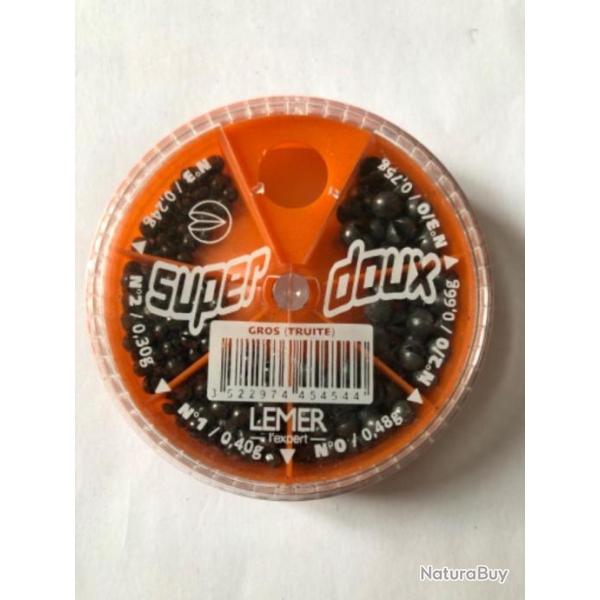 N°3 / 0,24g
N°3/0 / 0,75g
super doux
N°2 / 0,30g
N°2/0 / 0,66g
GROS (TRUITE)
3 522974 454544
N°1 / 0,40g
LEMER
l'expert
N°0 / 0,48g
NaturaBuy